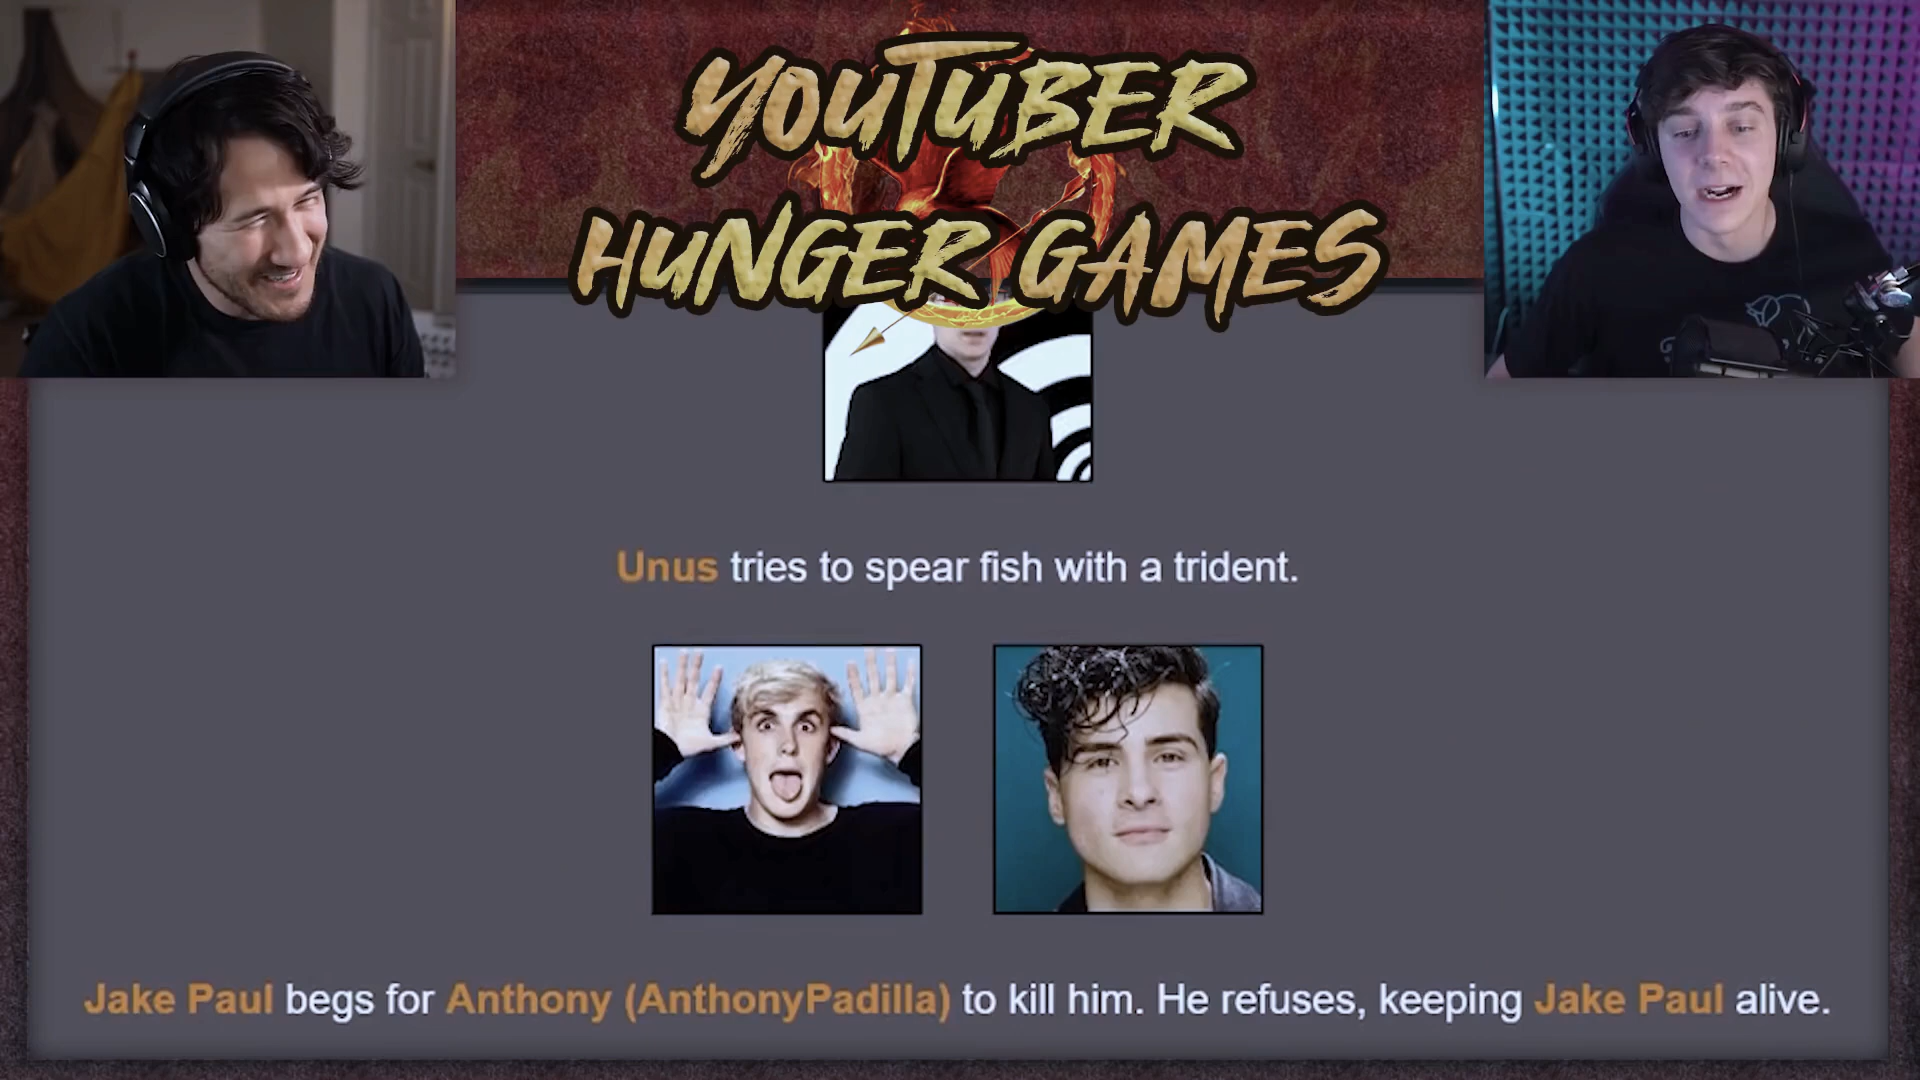 YOUTUBER
HUNGER GAMES
Unus tries to spear fish with a trident.
Jake Paul begs for Anthony (AnthonyPadilla) to kill him. He refuses, keeping Jake Paul alive.